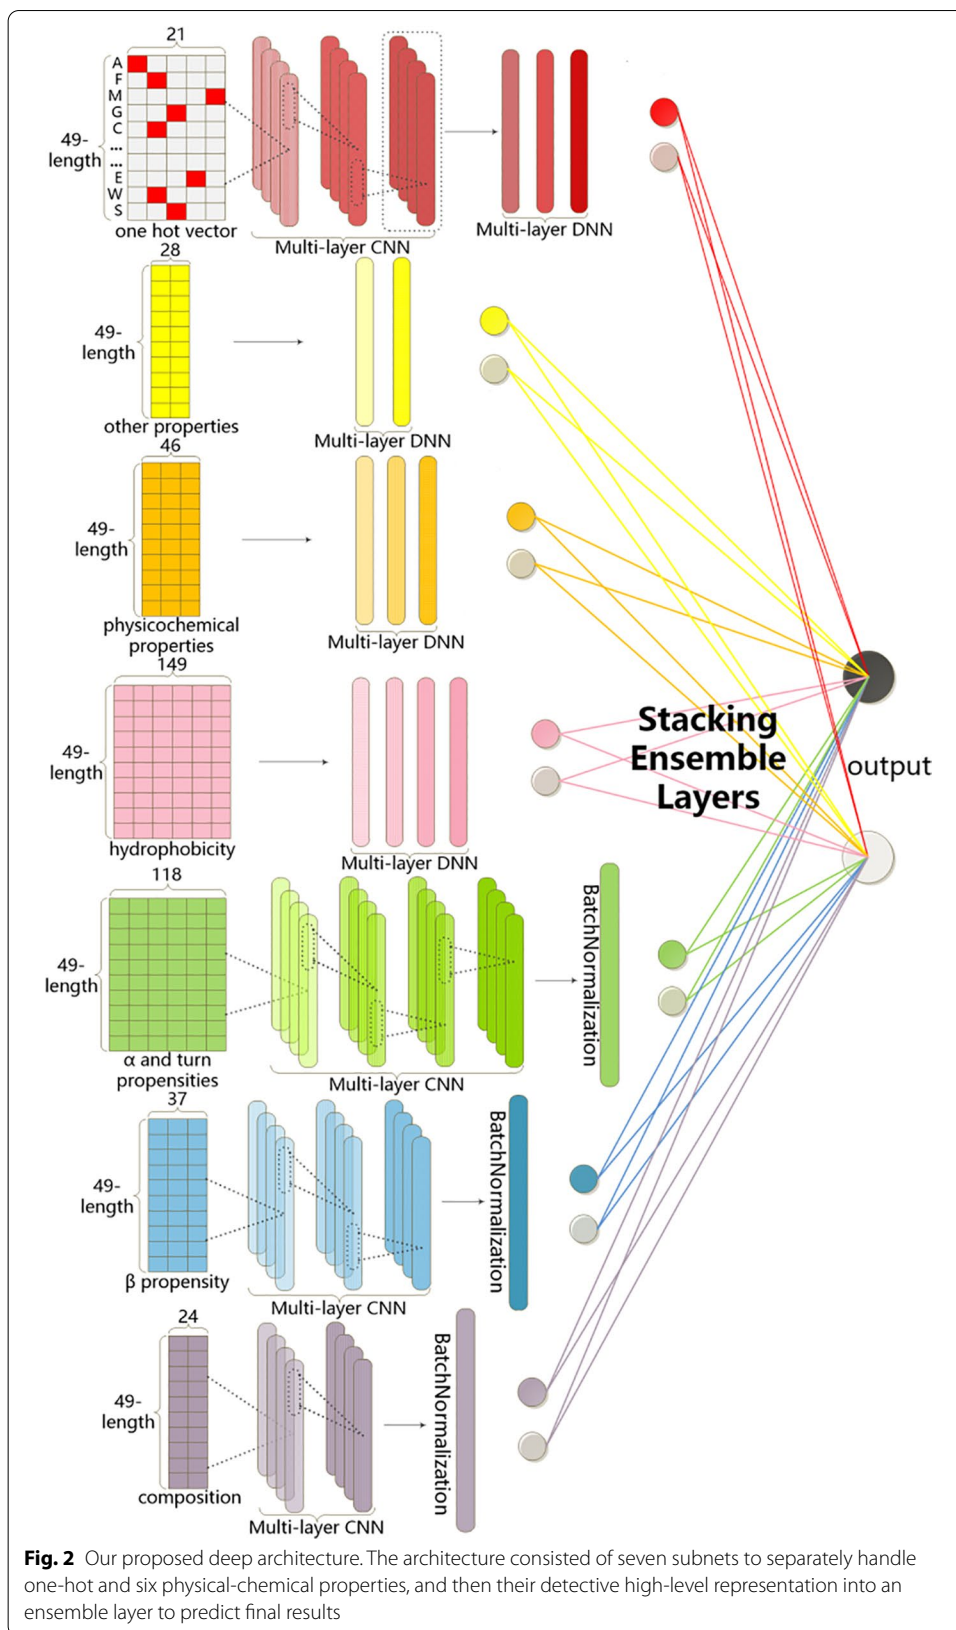 21
A
F
M
G
C
...
...
E
W
S
49-
length
one hot vector
Multi-layer CNN
Multi-layer DNN
28
49-
length
other properties
Multi-layer DNN
46
49-
length
physicochemical
properties
Multi-layer DNN
149
49-
length
hydrophobicity
Multi-layer DNN
Stacking
Ensemble
Layers
output
118
49-
length
α and turn
propensities
Multi-layer CNN
BatchNormalization
37
49-
length
β propensity
Multi-layer CNN
BatchNormalization
24
49-
length
composition
Multi-layer CNN
BatchNormalization
Fig. 2 Our proposed deep architecture. The architecture consisted of seven subnets to separately handle
one-hot and six physical-chemical properties, and then their detective high-level representation into an
ensemble layer to predict final results